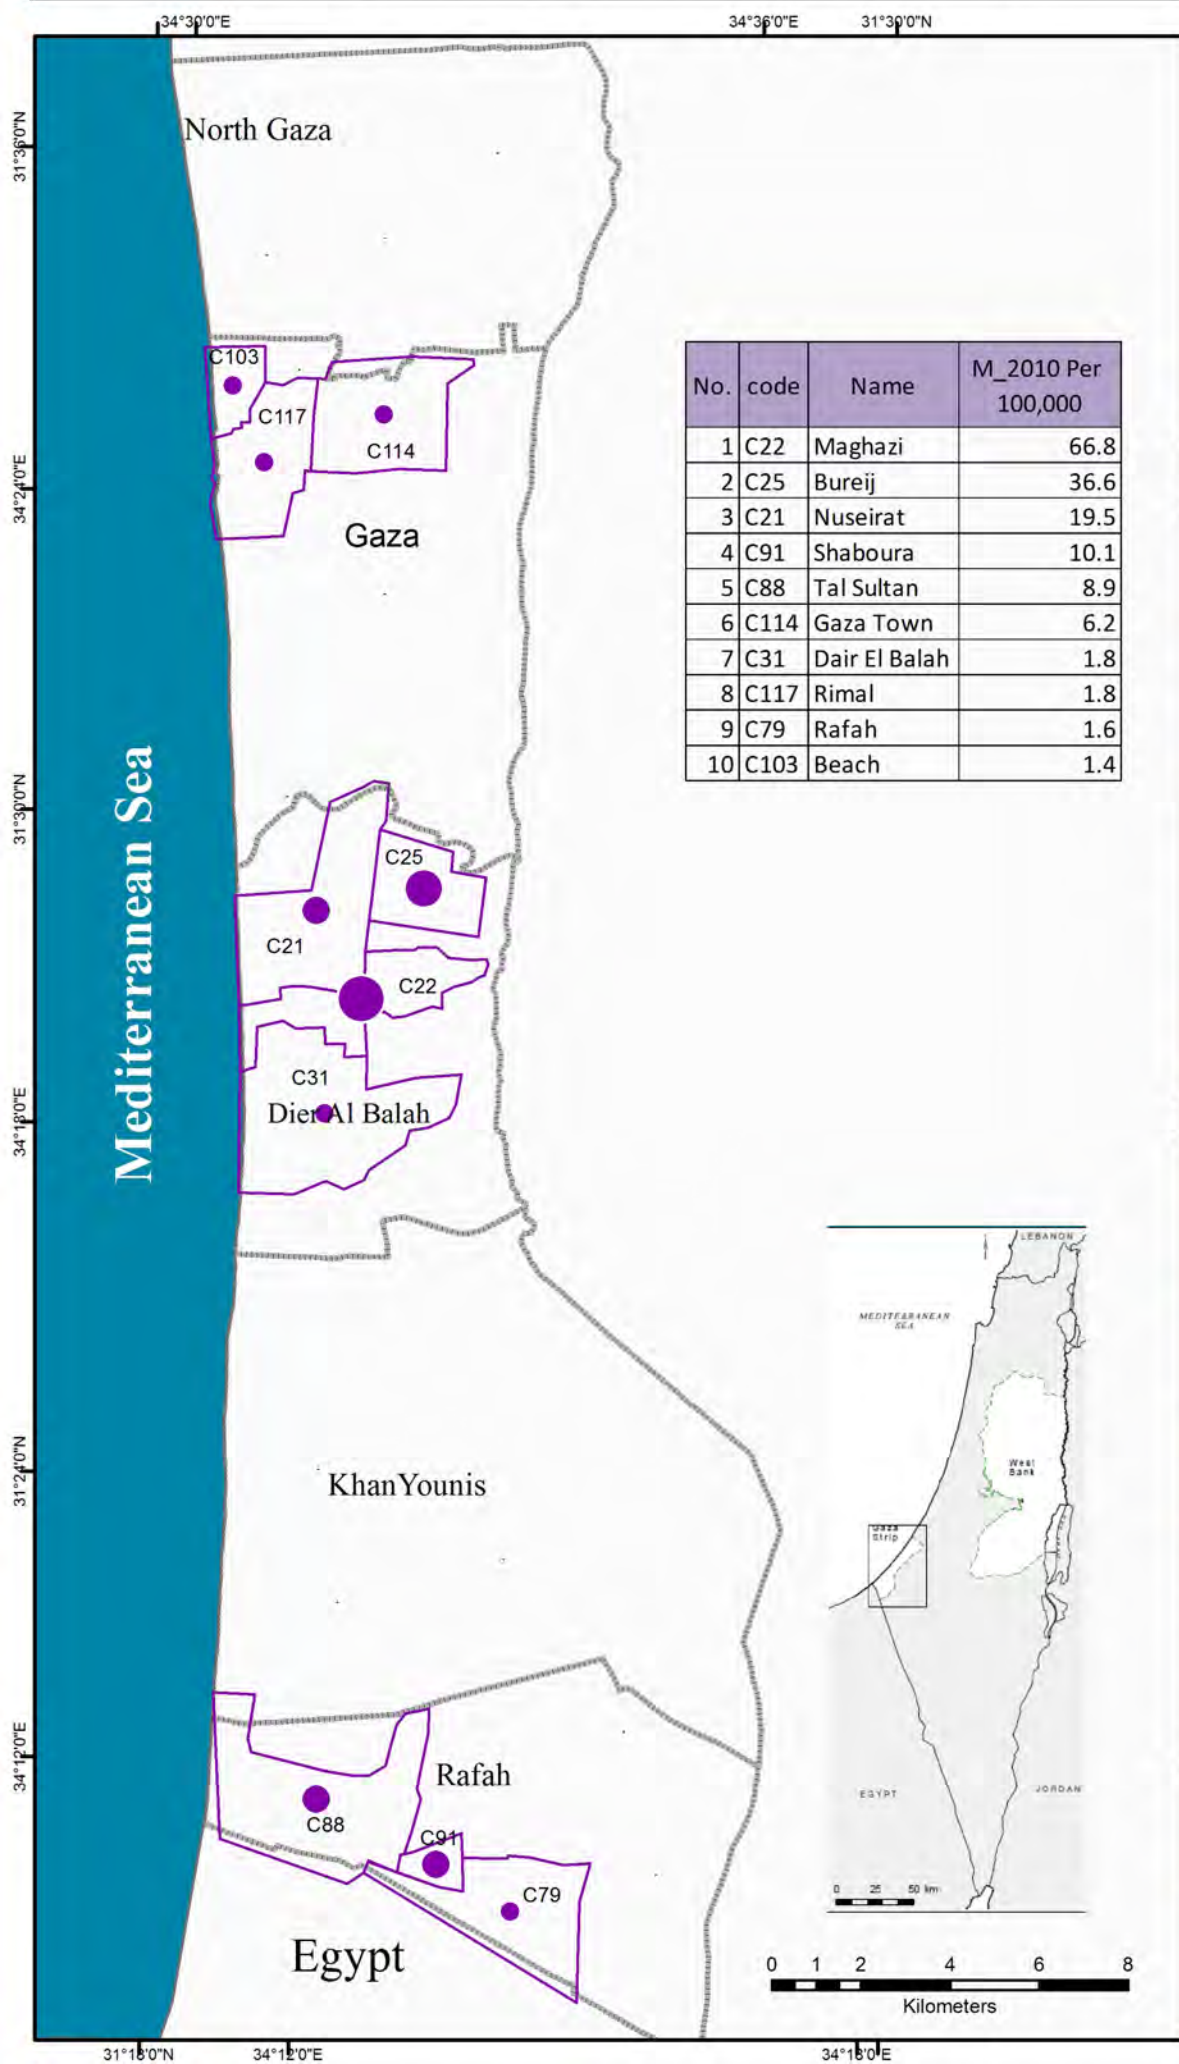 34°30'0"E
34°36'0"E
31°30'0"N
31°36'0"N
North Gaza
C103
C117
C114
34°24'0"E
Gaza
No. code Name M_2010 Per 100,000
1 C22 Maghazi 66.8
2 C25 Bureij 36.6
3 C21 Nuseirat 19.5
4 C91 Shaboura 10.1
5 C88 Tal Sultan 8.9
6 C114 Gaza Town 6.2
7 C31 Dair El Balah 1.8
8 C117 Rimal 1.8
9 C79 Rafah 1.6
10 C103 Beach 1.4
Mediterranean Sea
31°30'0"N
C25
C21
C22
C31
Dier Al Balah
34°18'0"E
LEBANON
MEDITERRANEAN
SEA
West
Bank
Gaza
Strip
EGYPT
JORDAN
0 25 50 km
31°24'0"N
KhanYounis
34°12'0"E
Rafah
C88
C91
C79
Egypt
0 1 2 4 6 8
Kilometers
31°18'0"N
34°12'0"E
34°18'0"E